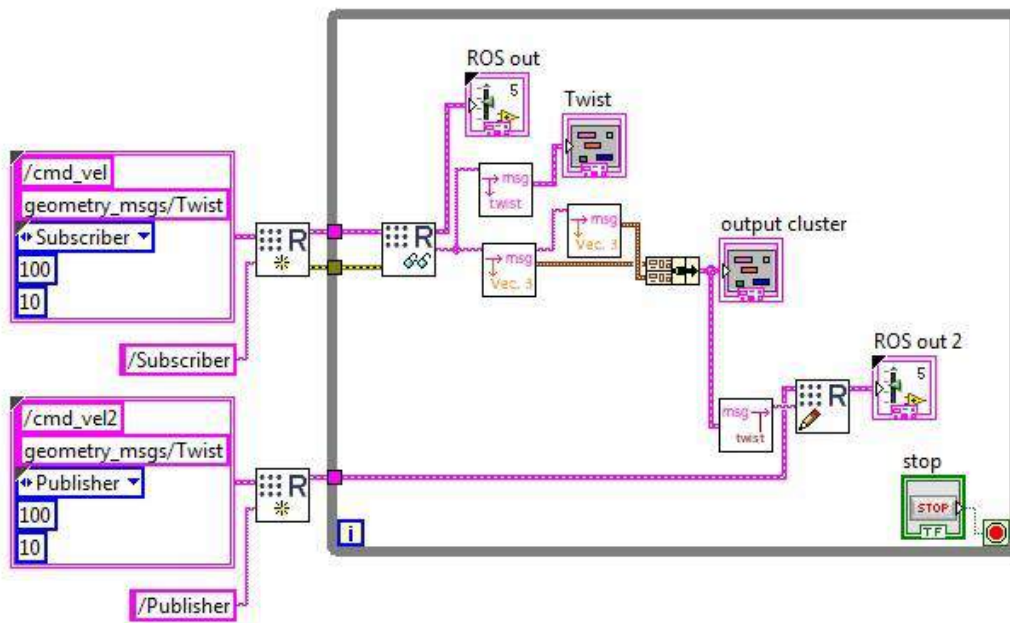 ROS out
5
Twist
/cmd_vel
geometry_msgs/Twist
Subscriber
100
10
R
R
msg
twist
msg
Vec. 3
msg
Vec. 3
output cluster
/Subscriber
ROS out 2
5
/cmd_vel2
geometry_msgs/Twist
Publisher
100
10
R
msg
twist
R
stop
STOP
TF
i
/Publisher